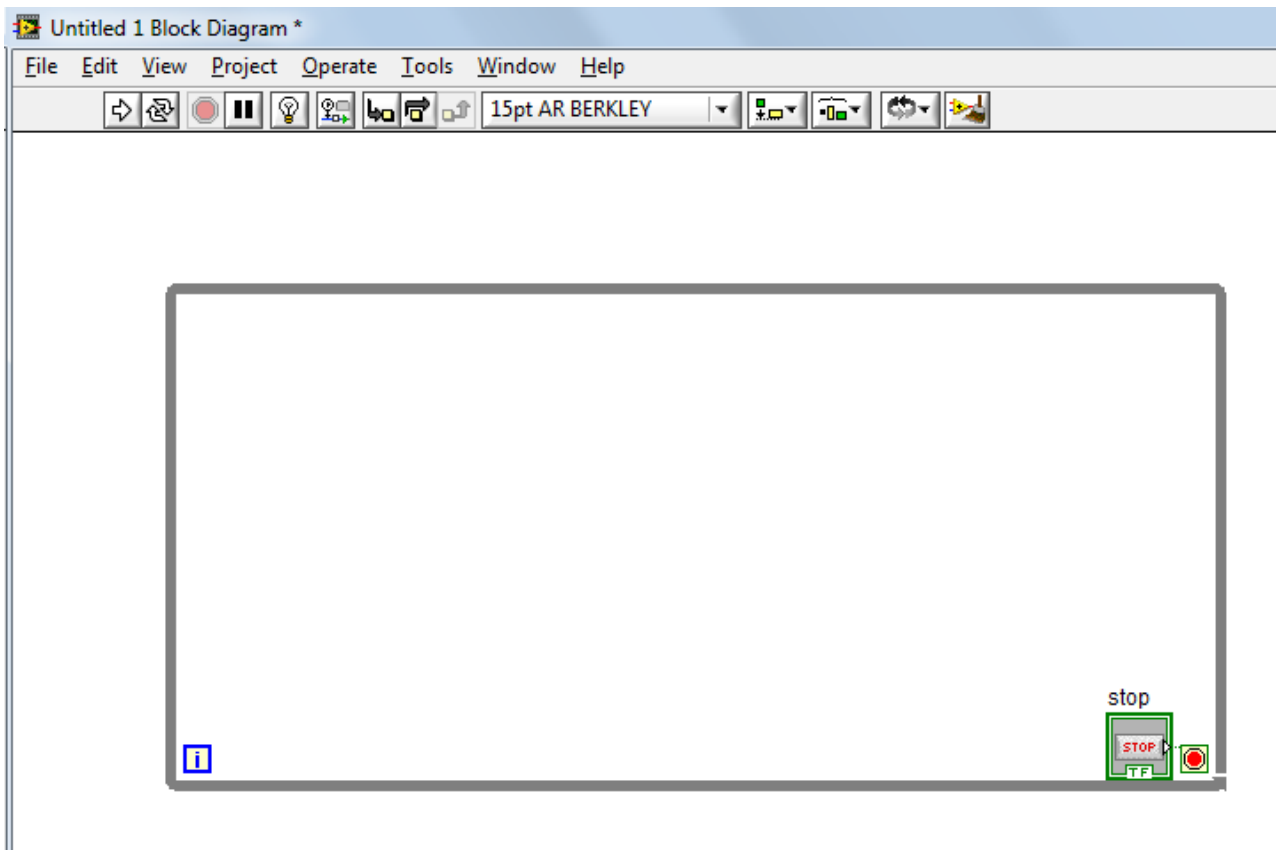 Untitled 1 Block Diagram *
File Edit View Project Operate Tools Window Help
15pt AR BERKLEY
stop
STOP
TF
i